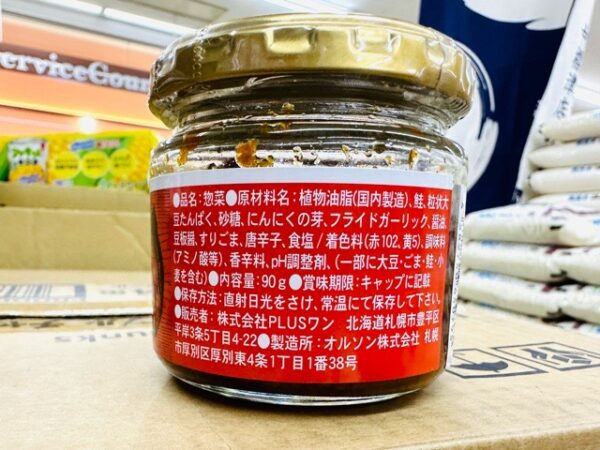 erviceCoun
●品名:惣菜●原材料名:植物油脂(国内製造)、鮭、粒状大
豆たんぱく、砂糖、にんにくの芽、フライドガーリック、醤油、
豆板醤、すりごま、唐辛子、食塩/着色料(赤102、黄5)、調味料
(アミノ酸等)、香辛料、pH調整剤、(一部に大豆・ごま・鮭・小
麦を含む)●内容量:90g●賞味期限:キャップに記載
●保存方法:直射日光をさけ、常温にて保存して下さい。
●販売者:株式会社PLUSワン 北海道札幌市豊平区
平岸3条5丁目4-22●製造所:オルソン株式会社 札幌
市厚別区厚別東4条1丁目1番38号